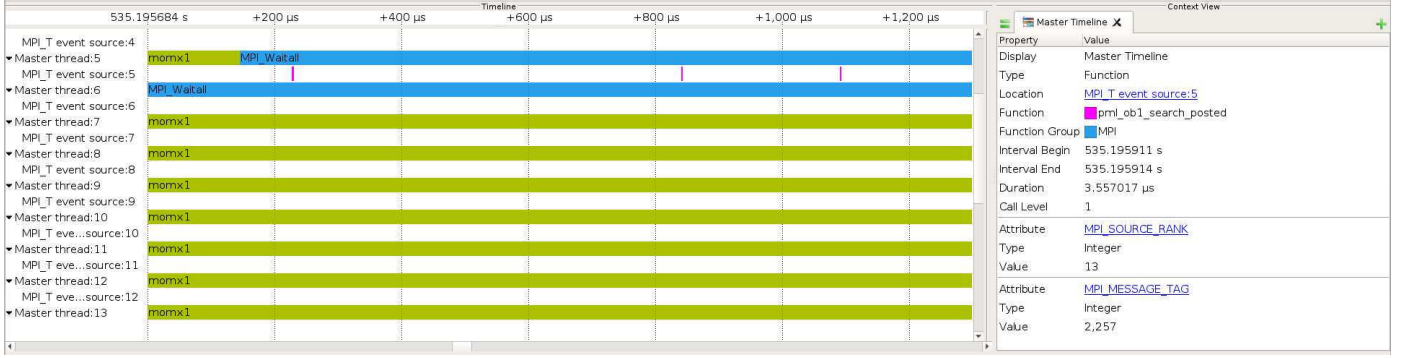 Timeline
535.195684 s +200 µs +400 µs +600 µs +800 µs +1,000 µs +1,200 µs
MPI_T event source:4
Master thread:5 momx1 MPI_Waitall
MPI_T event source:5
Master thread:6 MPI_Waitall
MPI_T event source:6
Master thread:7 momx1
MPI_T event source:7
Master thread:8 momx1
MPI_T event source:8
Master thread:9 momx1
MPI_T event source:9
Master thread:10 momx1
MPI_T eve...source:10
Master thread:11 momx1
MPI_T eve...source:11
Master thread:12 momx1
MPI_T eve...source:12
Master thread:13 momx1
Context View
Master Timeline
Property Value
Display Master Timeline
Type Function
Location MPI_T event source:5
Function pml_ob1_search_posted
Function Group MPI
Interval Begin 535.195911 s
Interval End 535.195914 s
Duration 3.557017 µs
Call Level 1
Attribute MPI_SOURCE_RANK
Type Integer
Value 13
Attribute MPI_MESSAGE_TAG
Type Integer
Value 2,257